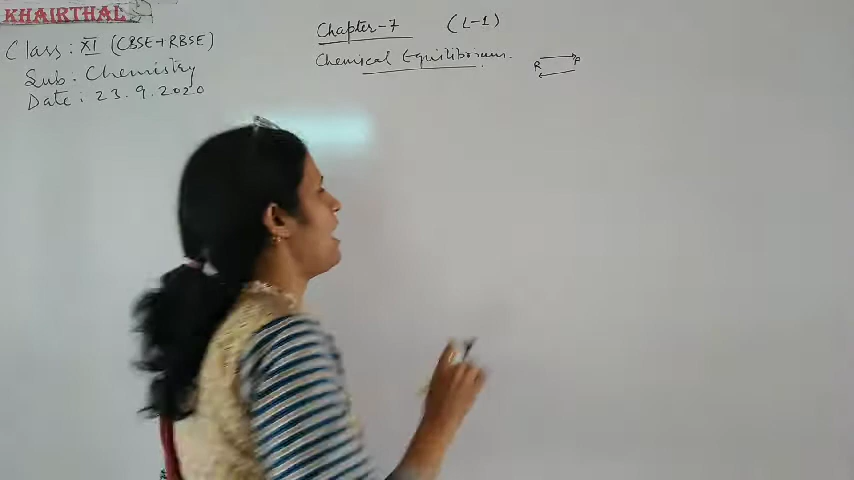 KHAIRTHAL
Class : XI (CBSE+RBSE)
Sub : Chemistry
Date : 23.9.2020
Chapter-7 (L-1)
Chemical Equilibrium.
R P